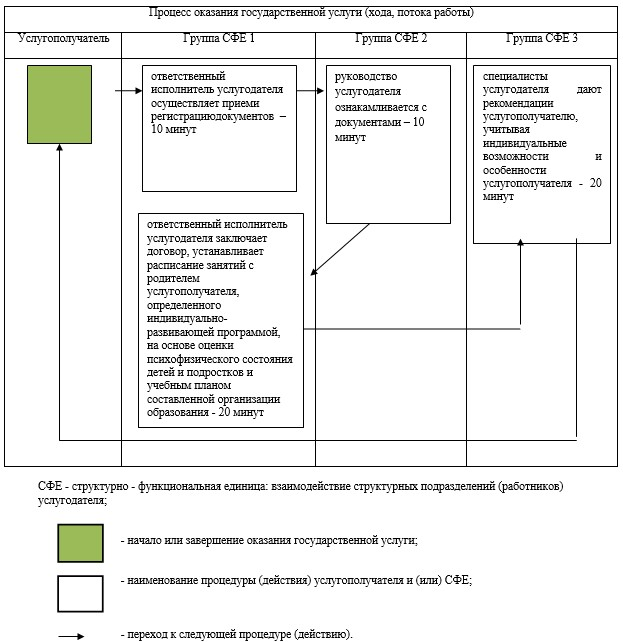 Процесс оказания государственной услуги (хода, потока работы)
Услугополучатель
Группа СФЕ 1
Группа СФЕ 2
Группа СФЕ 3
ответственный
исполнитель услугодателя
осуществляет приеми
регистрациюдокументов –
10 минут
руководство
услугодателя
ознакамливается с
документами – 10
минут
специалисты
услугодателя дают
рекомендации
услугополучателю,
учитывая
индивидуальные
возможности и
особенности
услугополучателя - 20
минут
ответственный исполнитель
услугодателя заключает
договор, устанавливает
расписание занятий с
родителем
услугополучателя,
определенного
индивидуально-
развивающей программой,
на основе оценки
психофизического состояния
детей и подростков и
учебным планом
составленной организации
образования - 20 минут
СФЕ - структурно - функциональная единица: взаимодействие структурных подразделений (работников)
услугодателя;
- начало или завершение оказания государственной услуги;
- наименование процедуры (действия) услугополучателя и (или) СФЕ;
- переход к следующей процедуре (действию).